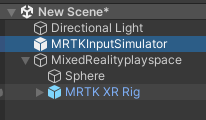 New Scene*
Directional Light
MRTKInputSimulator
MixedRealityplayspace
Sphere
MRTK XR Rig